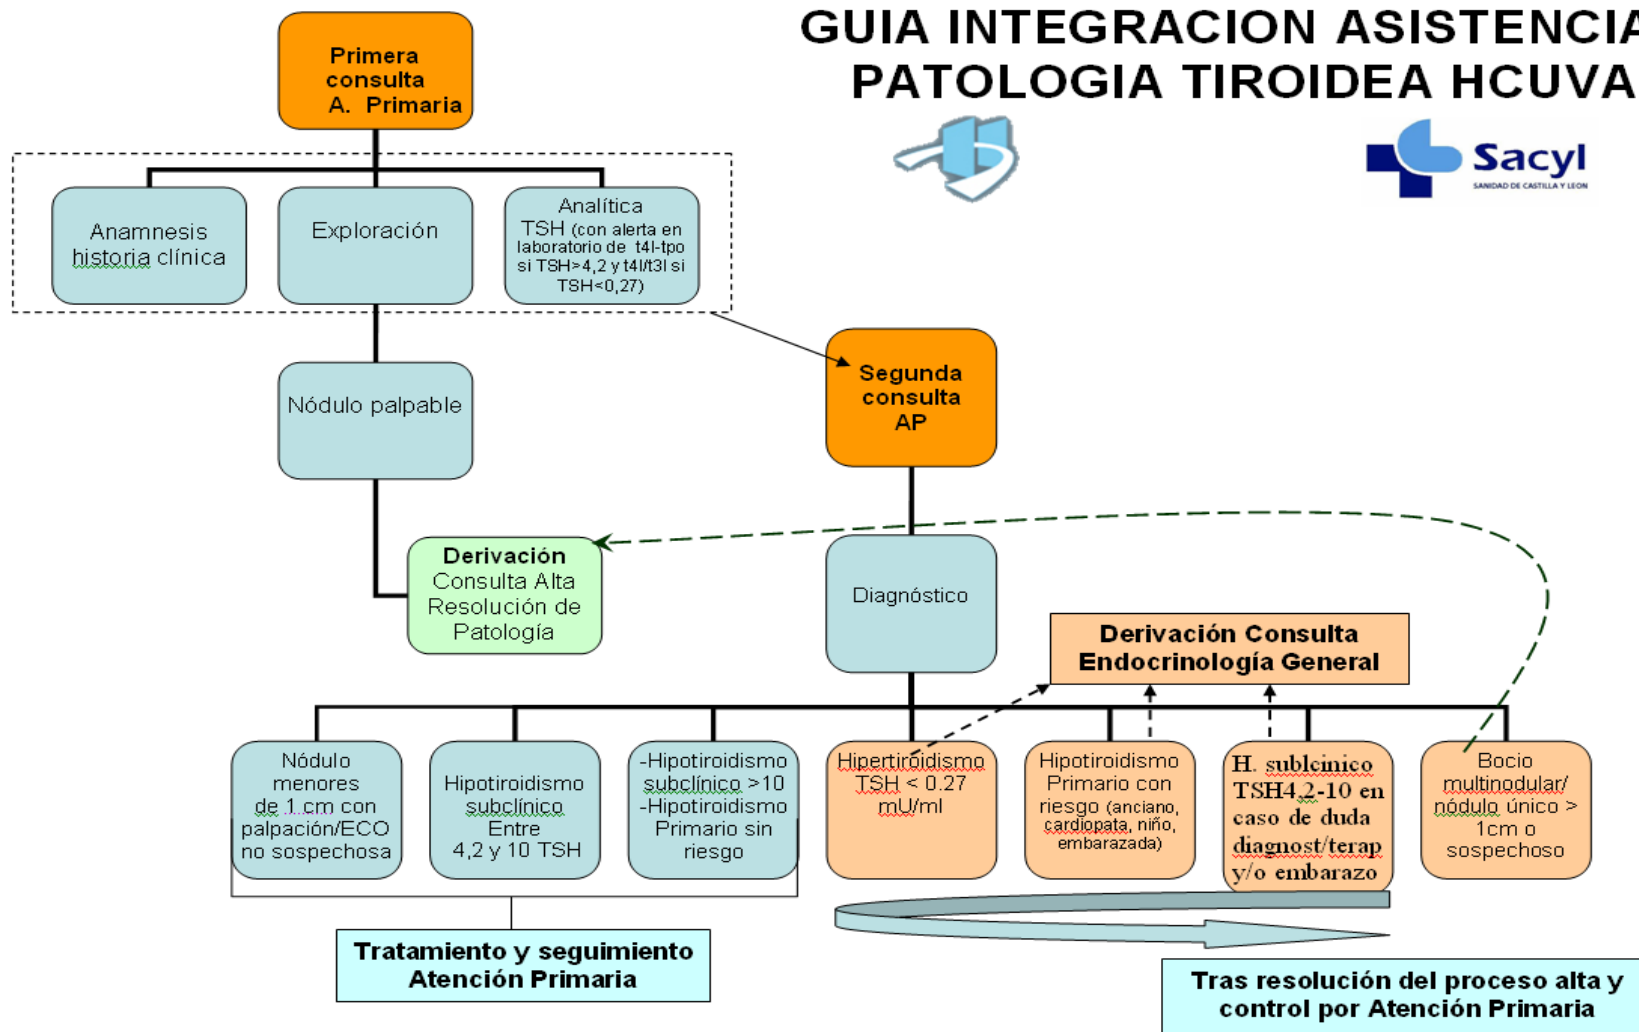 GUIA INTEGRACION ASISTENCIA
PATOLOGIA TIROIDEA HCUVA
Sacyl
SANIDAD DE CASTILLA Y LEON
Primera
consulta
A. Primaria
Anamnesis
historia clínica
Exploración
Analítica
TSH (con alerta en
laboratorio de t4l-tpo
si TSH>4,2 y t4l/t3l si
TSH<0,27)
Nódulo palpable
Segunda
consulta
AP
Derivación
Consulta Alta
Resolución de
Patología
Diagnóstico
Derivación Consulta
Endocrinología General
Nódulo
menores
de 1.cm con
palpación/ECO
no sospechosa
Hipotiroidismo
subclínico
Entre
4,2 y 10 TSH
-Hipotiroidismo
subclínico >10
-Hipotiroidismo
Primario sin
riesgo
Hipertiroidismo
TSH < 0.27
mU/ml
Hipotiroidismo
Primario con
riesgo (anciano,
cardiopata, niño,
embarazada)
H. sublcinico
TSH4,2-10 en
caso de duda
diagnost/terap
y/o embarazo
Bocio
multinodular/
nódulo único >
1cm o
sospechoso
Tratamiento y seguimiento
Atención Primaria
Tras resolución del proceso alta y
control por Atención Primaria